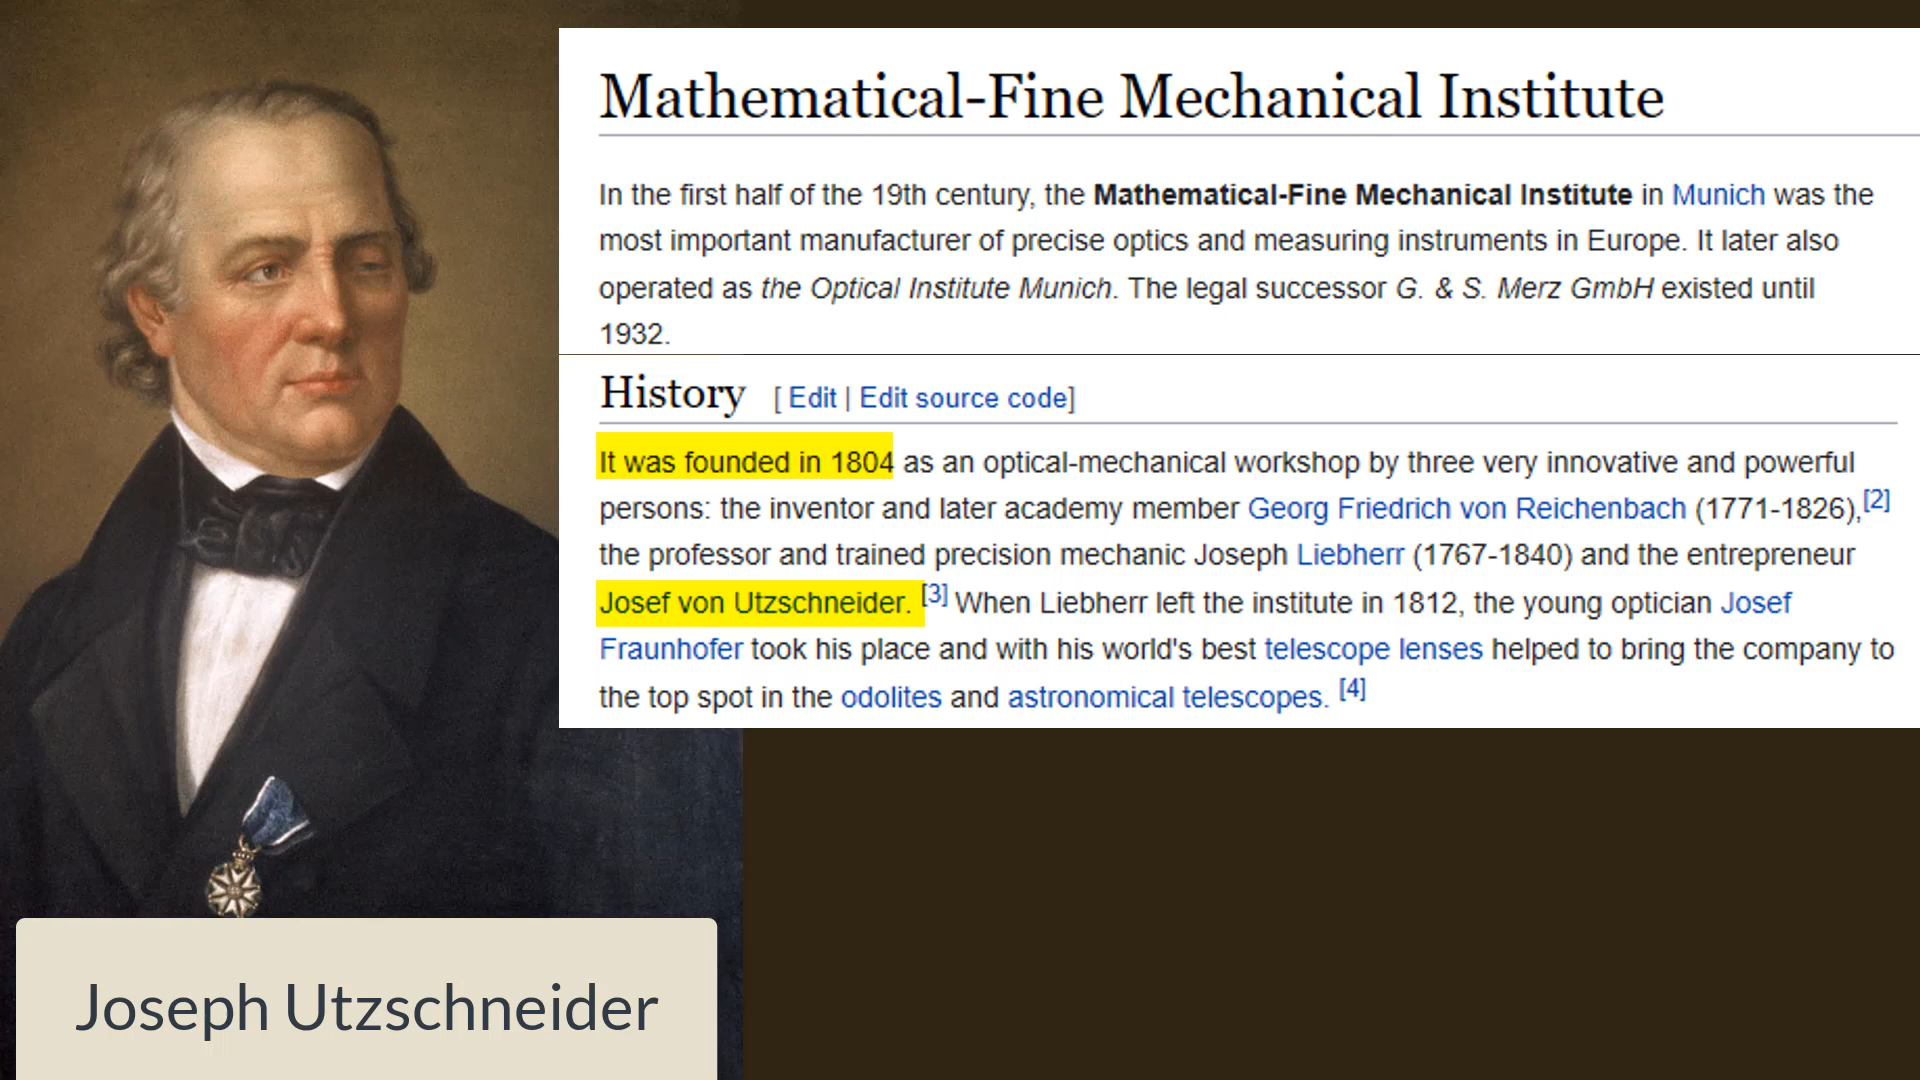 Mathematical-Fine Mechanical Institute
In the first half of the 19th century, the Mathematical-Fine Mechanical Institute in Munich was the
most important manufacturer of precise optics and measuring instruments in Europe. It later also
operated as the Optical Institute Munich. The legal successor G. & S. Merz GmbH existed until
1932.
History [ Edit | Edit source code]
It was founded in 1804 as an optical-mechanical workshop by three very innovative and powerful
persons: the inventor and later academy member Georg Friedrich von Reichenbach (1771-1826),[2]
the professor and trained precision mechanic Joseph Liebherr (1767-1840) and the entrepreneur
Josef von Utzschneider. [3] When Liebherr left the institute in 1812, the young optician Josef
Fraunhofer took his place and with his world's best telescope lenses helped to bring the company to
the top spot in the odolites and astronomical telescopes. [4]
Joseph Utzschneider